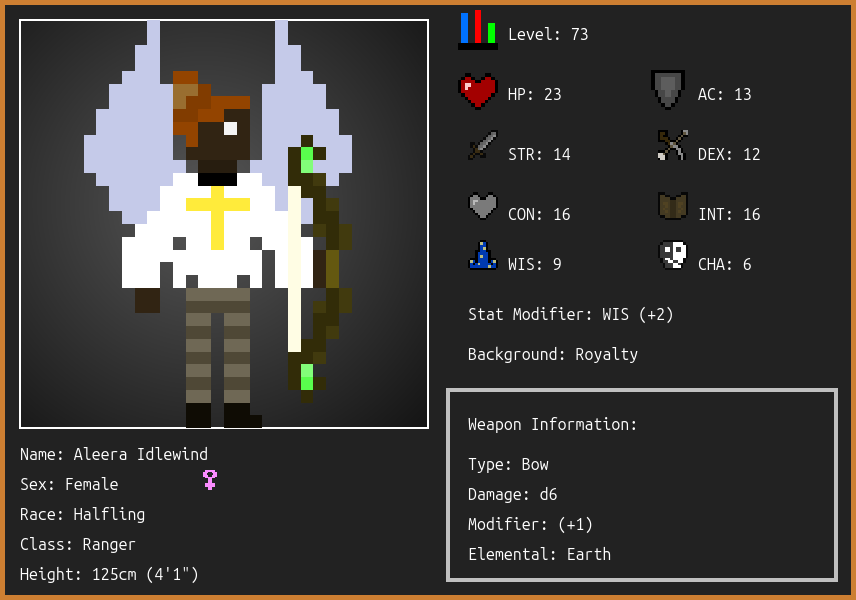 Level: 73
HP: 23
AC: 13
STR: 14
DEX: 12
CON: 16
INT: 16
WIS: 9
CHA: 6
Stat Modifier: WIS (+2)
Background: Royalty
Weapon Information:
Type: Bow
Damage: d6
Modifier: (+1)
Elemental: Earth
Name: Aleera Idlewind
Sex: Female
Race: Halfling
Class: Ranger
Height: 125cm (4'1")